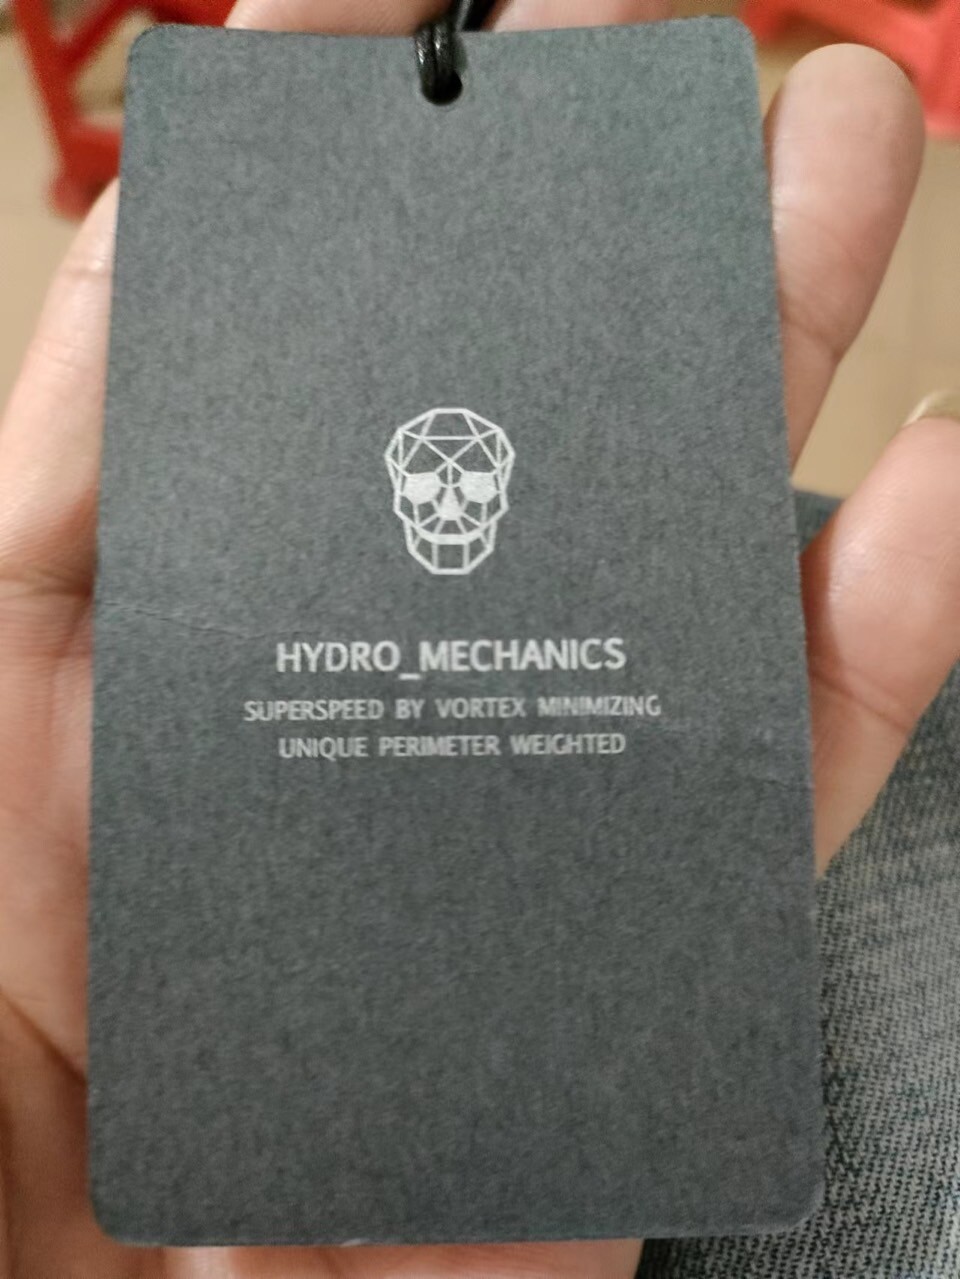 HYDRO_MECHANICS
SUPERSPEED BY VORTEX MINIMIZING
UNIQUE PERIMETER WEIGHTED